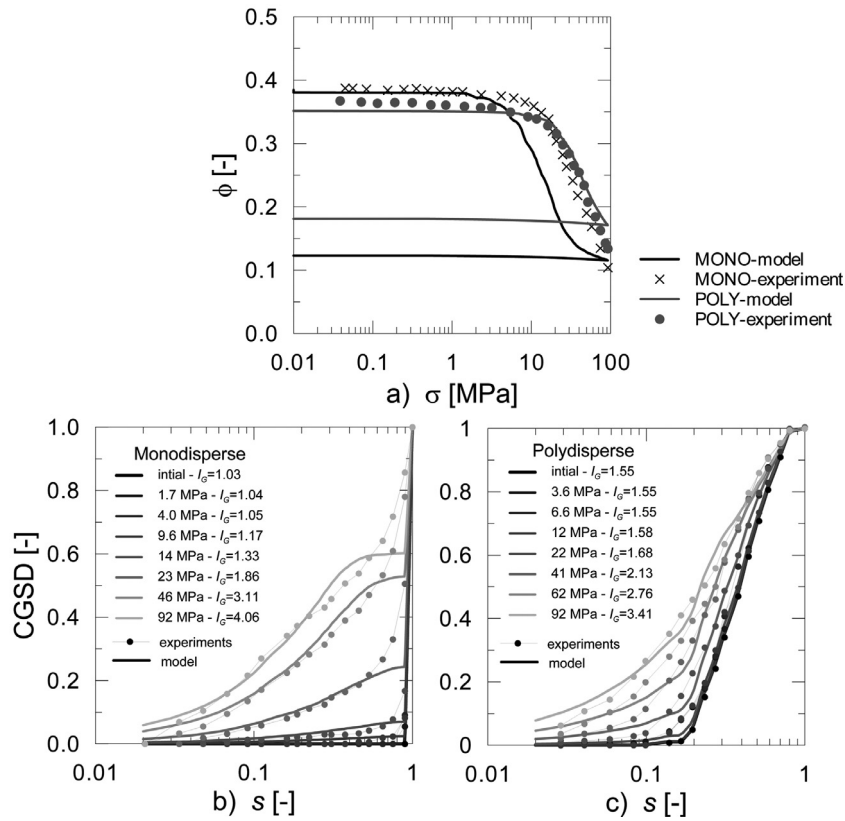 0.5
0.4
0.3
0.2
0.1
0.0
ϕ [-]
0.01 0.1 1 10 100
a) σ [MPa]
MONO-model
MONO-experiment
POLY-model
POLY-experiment
1.0
0.8
0.6
0.4
0.2
0.0
CGSD [-]
Monodisperse
intial - IG=1.03
1.7 MPa - IG=1.04
4.0 MPa - IG=1.05
9.6 MPa - IG=1.17
14 MPa - IG=1.33
23 MPa - IG=1.86
46 MPa - IG=3.11
92 MPa - IG=4.06
experiments
model
0.01 0.1 1
b) s [-]
1
0.8
0.6
0.4
0.2
0
Polydisperse
intial - IG=1.55
3.6 MPa - IG=1.55
6.6 MPa - IG=1.55
12 MPa - IG=1.58
22 MPa - IG=1.68
41 MPa - IG=2.13
62 MPa - IG=2.76
92 MPa - IG=3.41
experiments
model
0.01 0.1 1
c) s [-]